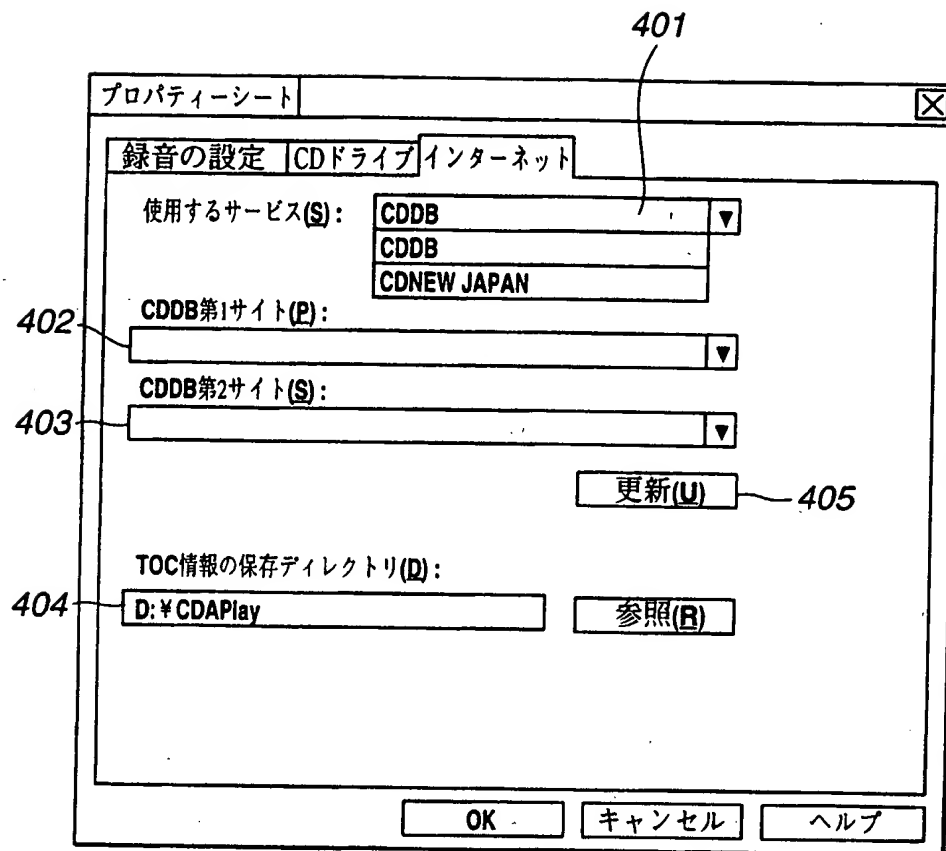 401
プロパティーシート
録音の設定 CDドライブ インターネット
使用するサービス(S): CDDB ▼
CDDB
CDNEW JAPAN
CDDB第1サイト(P):
402
▼
CDDB第2サイト(S):
403
▼
更新(U) 405
TOC情報の保存ディレクトリ(D):
404 D:¥CDAPlay 参照(R)
OK キャンセル ヘルプ